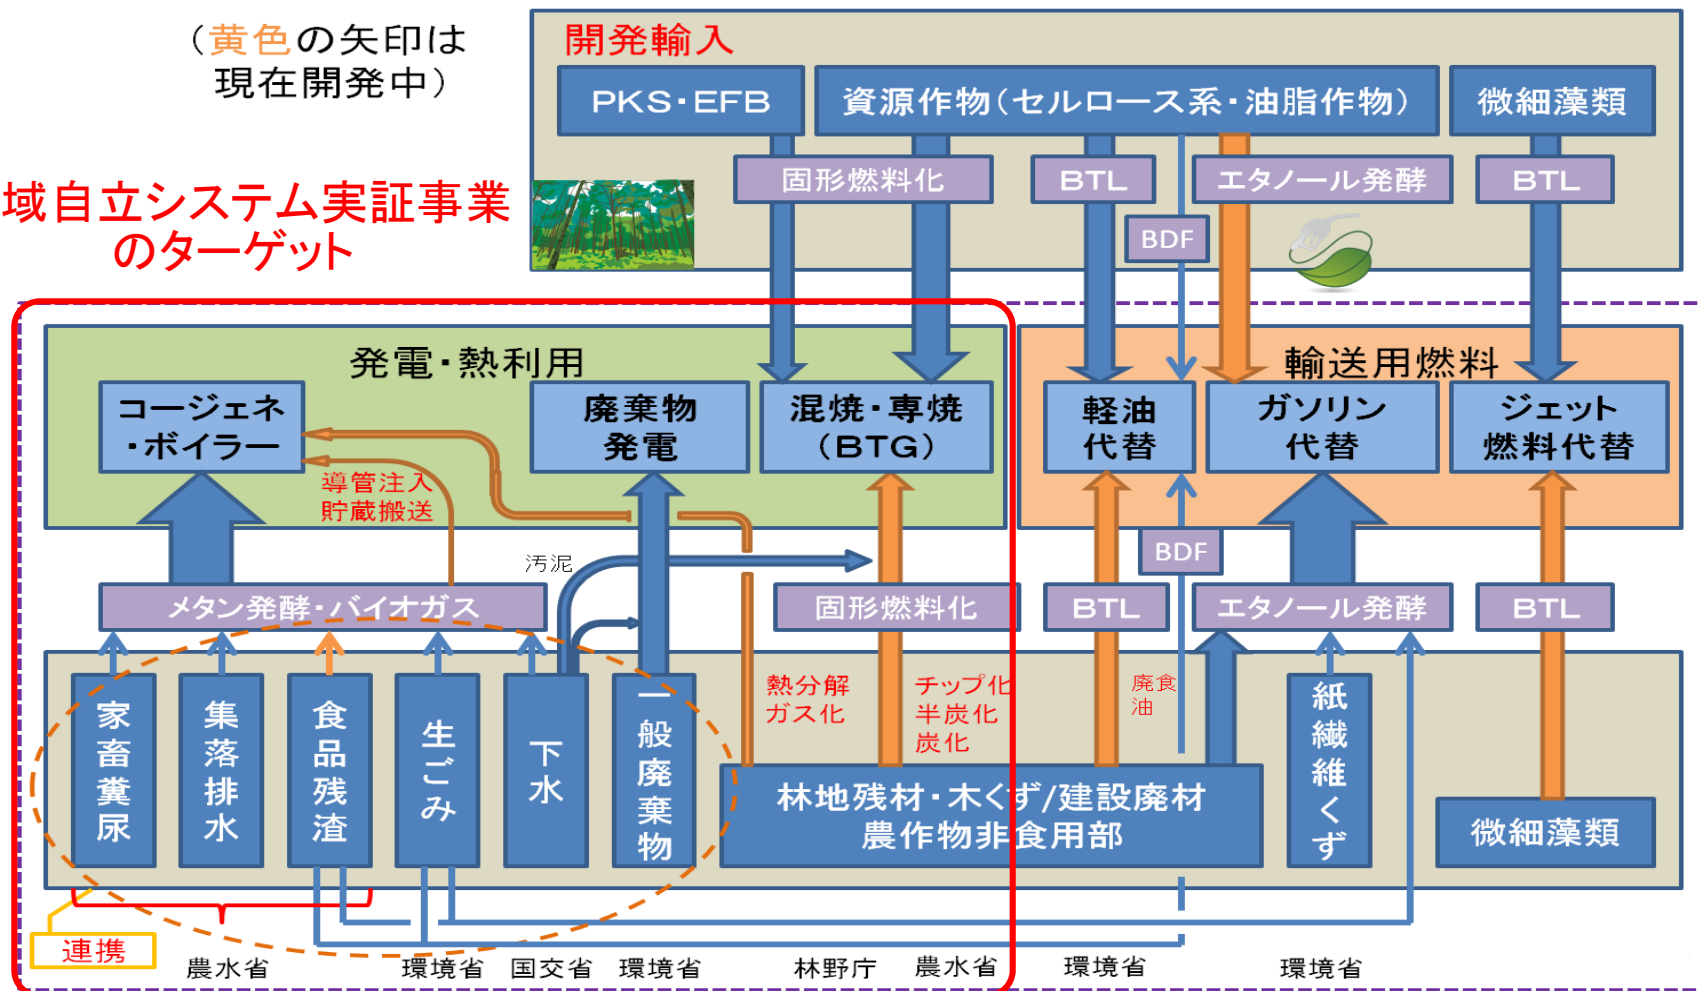 （黄色の矢印は
現在開発中）
開発輸入
PKS・EFB
資源作物（セルロース系・油脂作物）
微細藻類
固形燃料化
BTL
エタノール発酵
BTL
BDF
域自立システム実証事業
のターゲット
発電・熱利用
輸送用燃料
コージェネ
・ボイラー
廃棄物
発電
混焼・専焼
（BTG）
軽油
代替
ガソリン
代替
ジェット
燃料代替
導管注入
貯蔵搬送
汚泥
BDF
メタン発酵・バイオガス
固形燃料化
BTL
エタノール発酵
BTL
家畜糞尿
集落排水
食品残渣
生ごみ
下水
一般廃棄物
熱分解
ガス化
チップ化
半炭化
炭化
廃食
油
紙繊維くず
林地残材・木くず/建設廃材
農作物非食用部
微細藻類
連携
農水省
環境省
国交省
環境省
林野庁
農水省
環境省
環境省